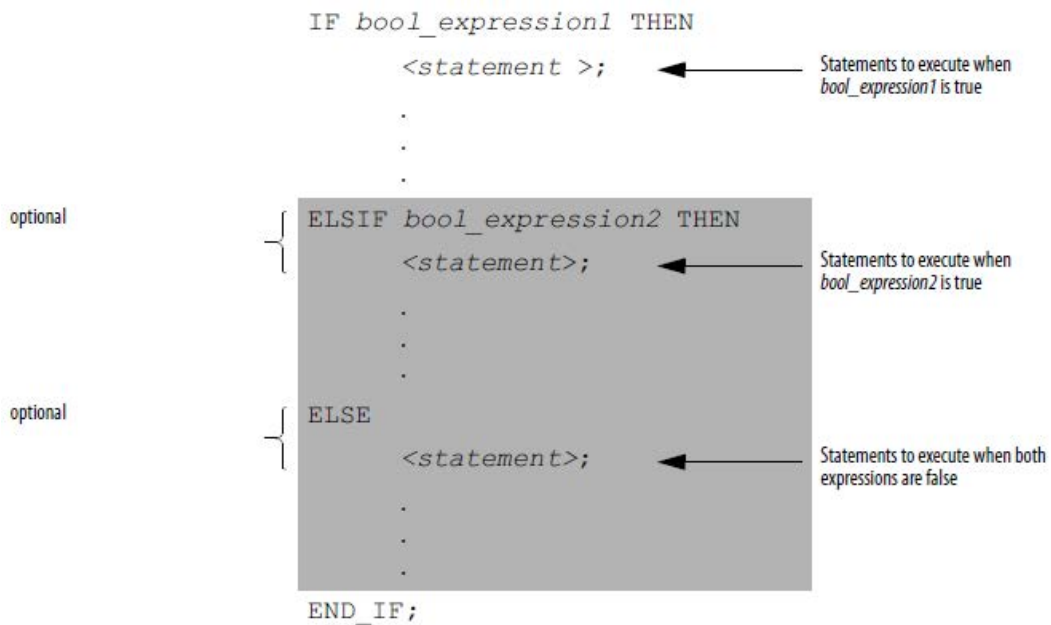 IF bool_expression1 THEN
<statement >;
Statements to execute when
bool_expression1 is true
.
.
.
optional
ELSIF bool_expression2 THEN
<statement>;
Statements to execute when
bool_expression2 is true
.
.
.
optional
ELSE
<statement>;
Statements to execute when both
expressions are false
.
.
.
END_IF;